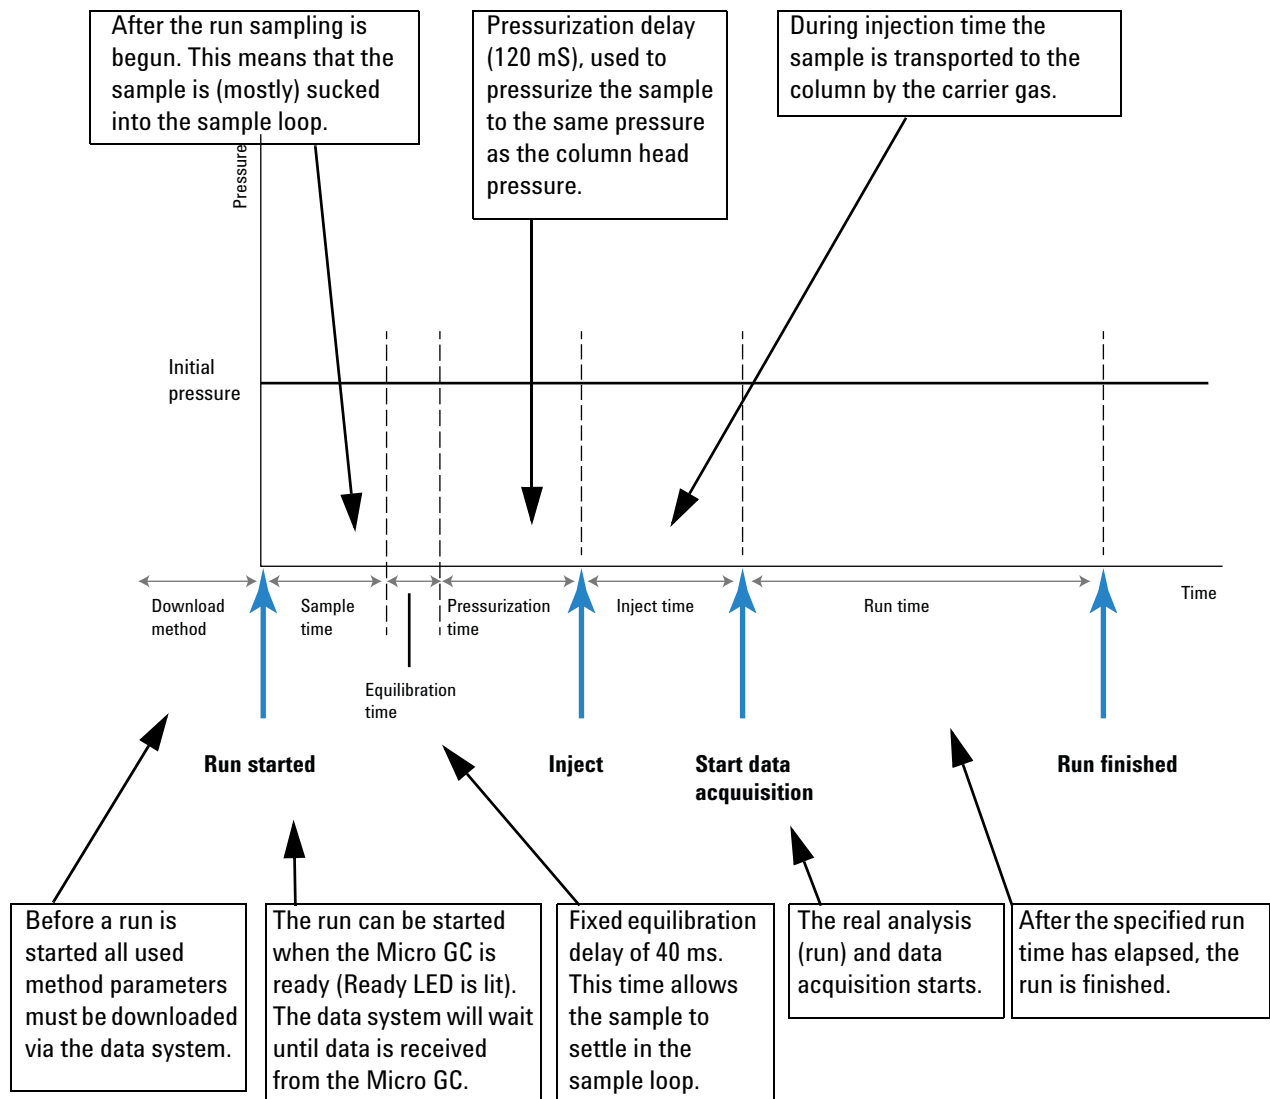 After the run sampling is
begun. This means that the
sample is (mostly) sucked
into the sample loop.
Pressurization delay
(120 mS), used to
pressurize the sample
to the same pressure
as the column head
pressure.
During injection time the
sample is transported to the
column by the carrier gas.
Pressure
Initial
pressure
Download
method
Sample
time
Equilibration
time
Pressurization
time
Inject time
Run time
Time
Run started
Inject
Start data
acquuisition
Run finished
Before a run is
started all used
method parameters
must be downloaded
via the data system.
The run can be started
when the Micro GC is
ready (Ready LED is lit).
The data system will wait
until data is received
from the Micro GC.
Fixed equilibration
delay of 40 ms.
This time allows
the sample to
settle in the
sample loop.
The real analysis
(run) and data
acquisition starts.
After the specified run
time has elapsed, the
run is finished.